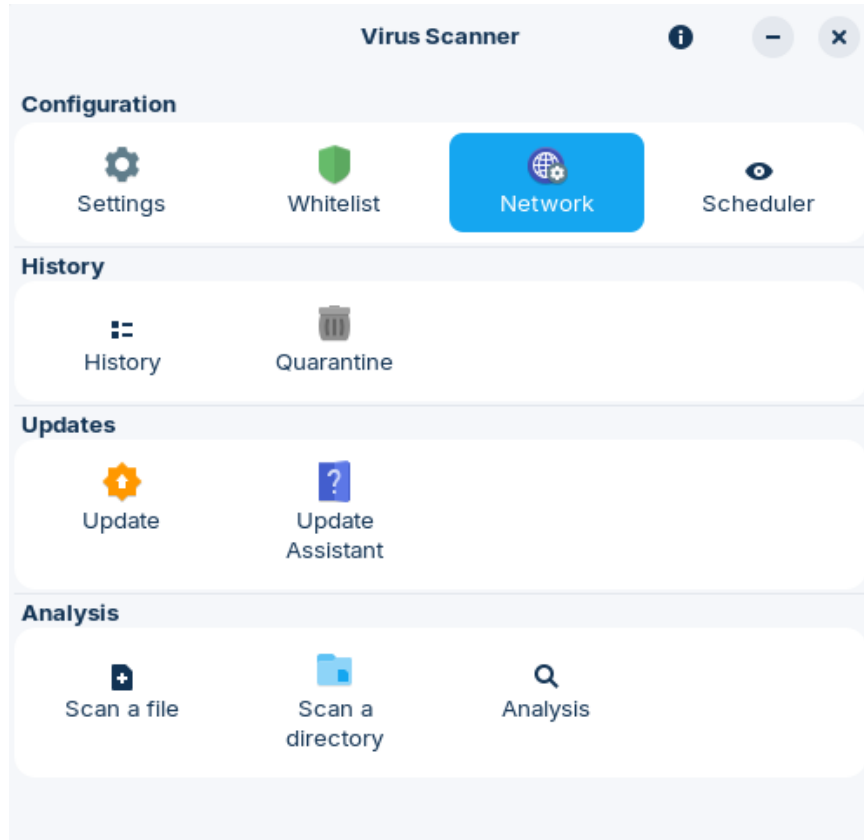 Virus Scanner
Configuration
Settings
Whitelist
Network
Scheduler
History
History
Quarantine
Updates
Update
Update
Assistant
Analysis
Scan a file
Scan a
directory
Analysis